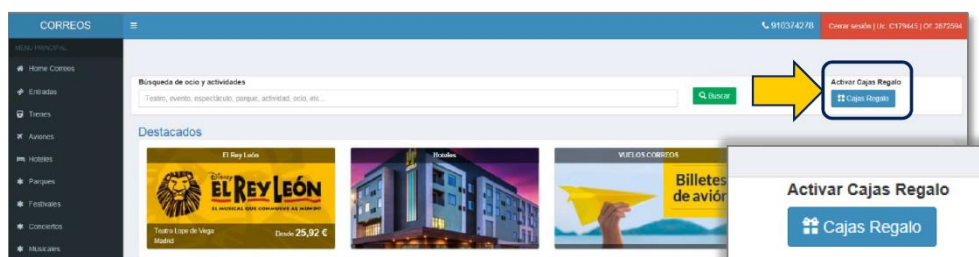 CORREOS
910374278
Cerrar sesión | Us. C179445 | Of. 3872594
MENU PRINCIPAL
Home Correos
Entradas
Trenes
Aviones
Hoteles
Parques
Festivales
Conciertos
Musicales
Búsqueda de ocio y actividades
Teatro, evento, espectáculo, parque, actividad, ocio, etc...
Buscar
Activar Cajas Regalo
Cajas Regalo
Destacados
El Rey León
Disney
EL REY LEÓN
EL MUSICAL QUE CONMUEVE AL MUNDO
Teatro Lope de Vega
Madrid
Desde 25,92 €
Hoteles
VUELOS CORREOS
Billetes
de avión
Activar Cajas Regalo
Cajas Regalo